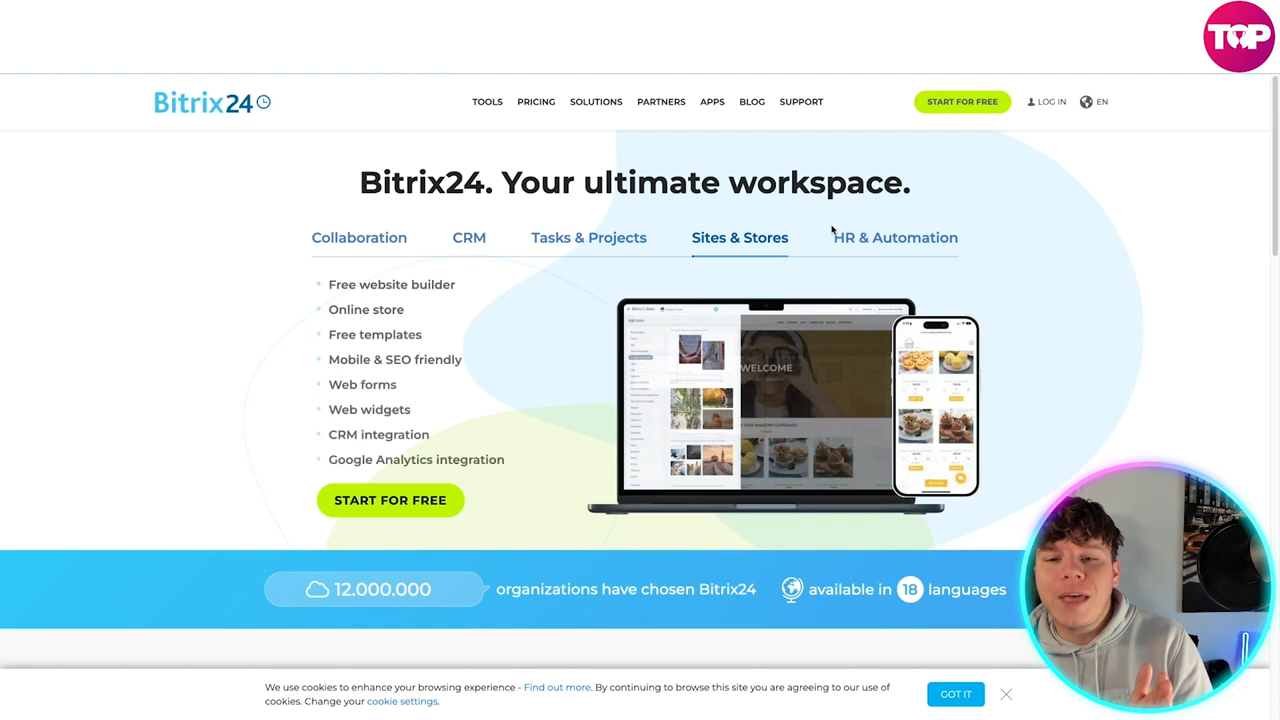 TOP
Bitrix24
TOOLS PRICING SOLUTIONS PARTNERS APPS BLOG SUPPORT
START FOR FREE
LOG IN
EN
Bitrix24. Your ultimate workspace.
Collaboration CRM Tasks & Projects Sites & Stores HR & Automation
Free website builder
Online store
Free templates
Mobile & SEO friendly
Web forms
Web widgets
CRM integration
Google Analytics integration
START FOR FREE
WELCOME
12.000.000 organizations have chosen Bitrix24 available in 18 languages
We use cookies to enhance your browsing experience - Find out more. By continuing to browse this site you are agreeing to our use of
cookies. Change your cookie settings.
GOT IT